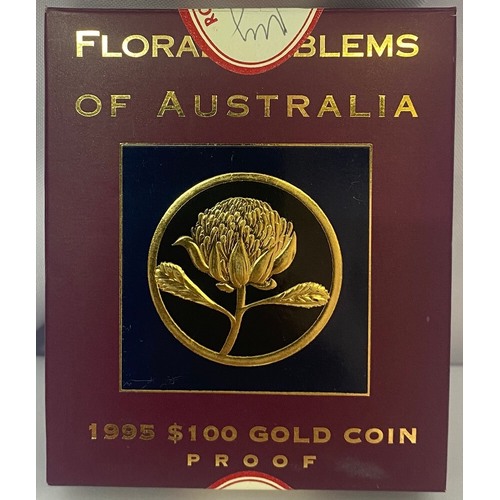 FLORA BLEMS
OF AUSTRALIA
1995 $100 GOLD COIN
PROOF